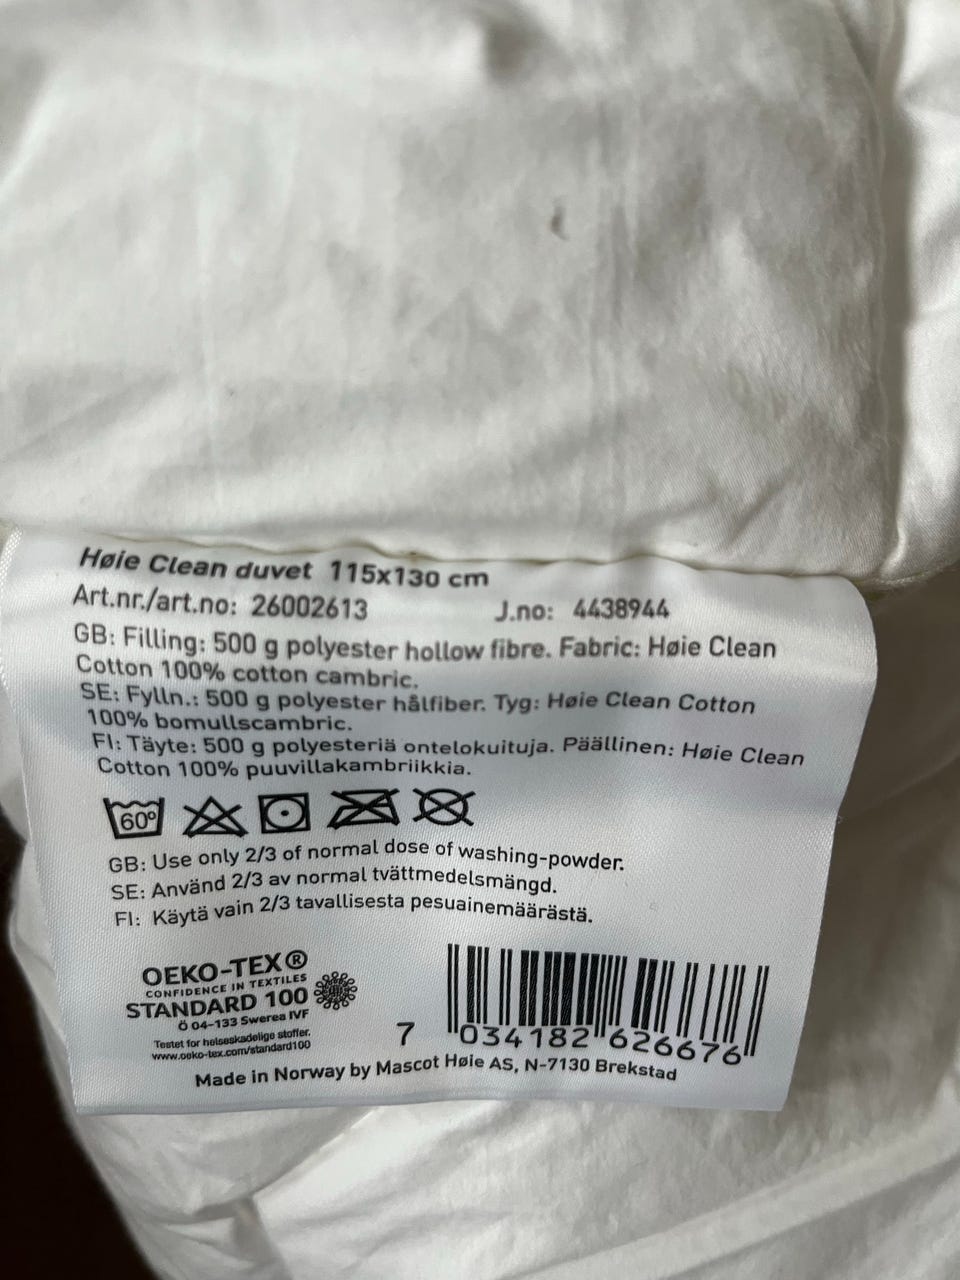 Høie Clean duvet 115x130 cm
Art.nr./art.no: 26002613 J.no: 4438944
GB: Filling: 500 g polyester hollow fibre. Fabric: Høie Clean
Cotton 100% cotton cambric.
SE: Fylln.: 500 g polyester hålfiber. Tyg: Høie Clean Cotton
100% bomullscambric.
FI: Täyte: 500 g polyesteriä ontelokuituja. Päällinen: Høie Clean
Cotton 100% puuvillakambriikkia.
60°
GB: Use only 2/3 of normal dose of washing-powder.
SE: Använd 2/3 av normal tvättmedelsmängd.
FI: Käytä vain 2/3 tavallisesta pesuainemäärästä.
OEKO-TEX®
CONFIDENCE IN TEXTILES
STANDARD 100
Ö 04-133 Swerea IVF
Testet for helseskadelige stoffer.
www.oeko-tex.com/standard100
7 034182 626676
Made in Norway by Mascot Høie AS, N-7130 Brekstad